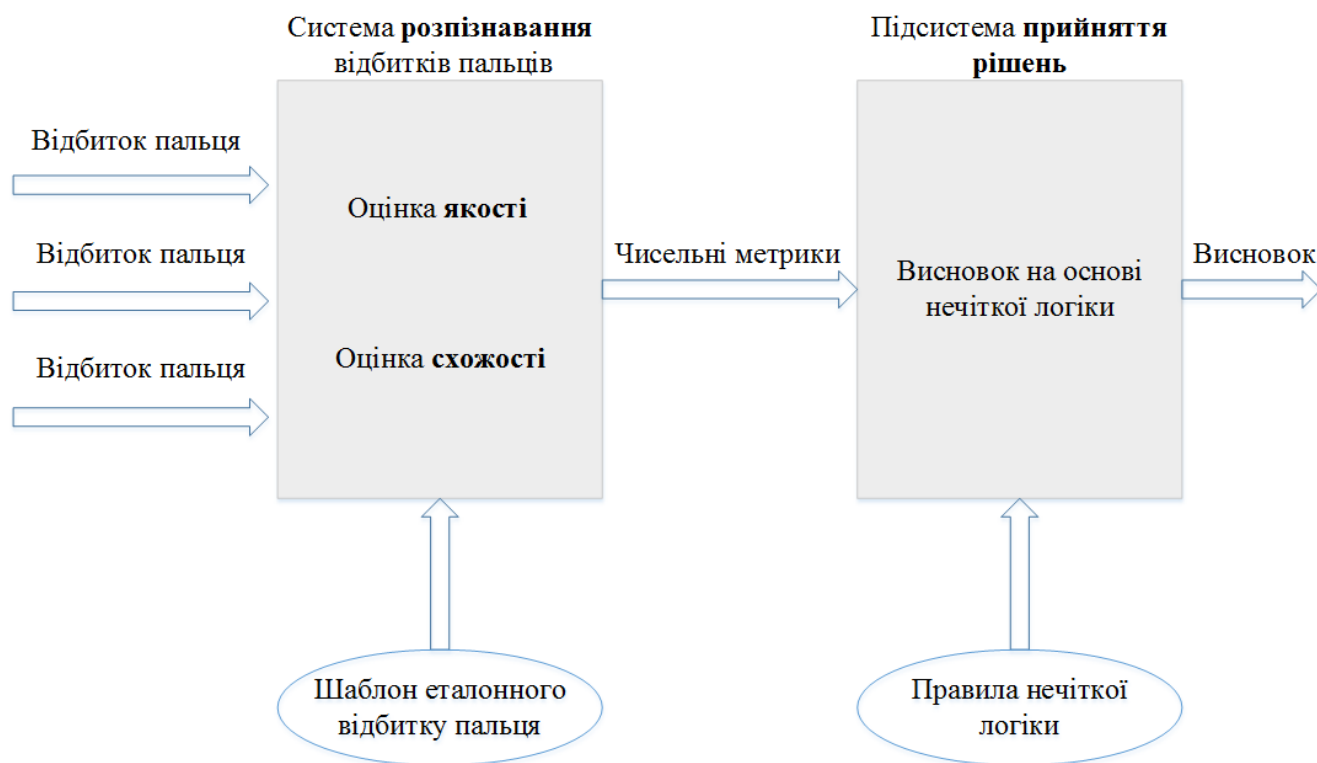 Система розпізнавання
відбитків пальців
Підсистема прийняття
рішень
Відбиток пальця
Відбиток пальця
Відбиток пальця
Оцінка якості
Оцінка схожості
Чисельні метрики
Висновок на основі
нечіткої логіки
Висновок
Шаблон еталонного
відбитку пальця
Правила нечіткої
логіки